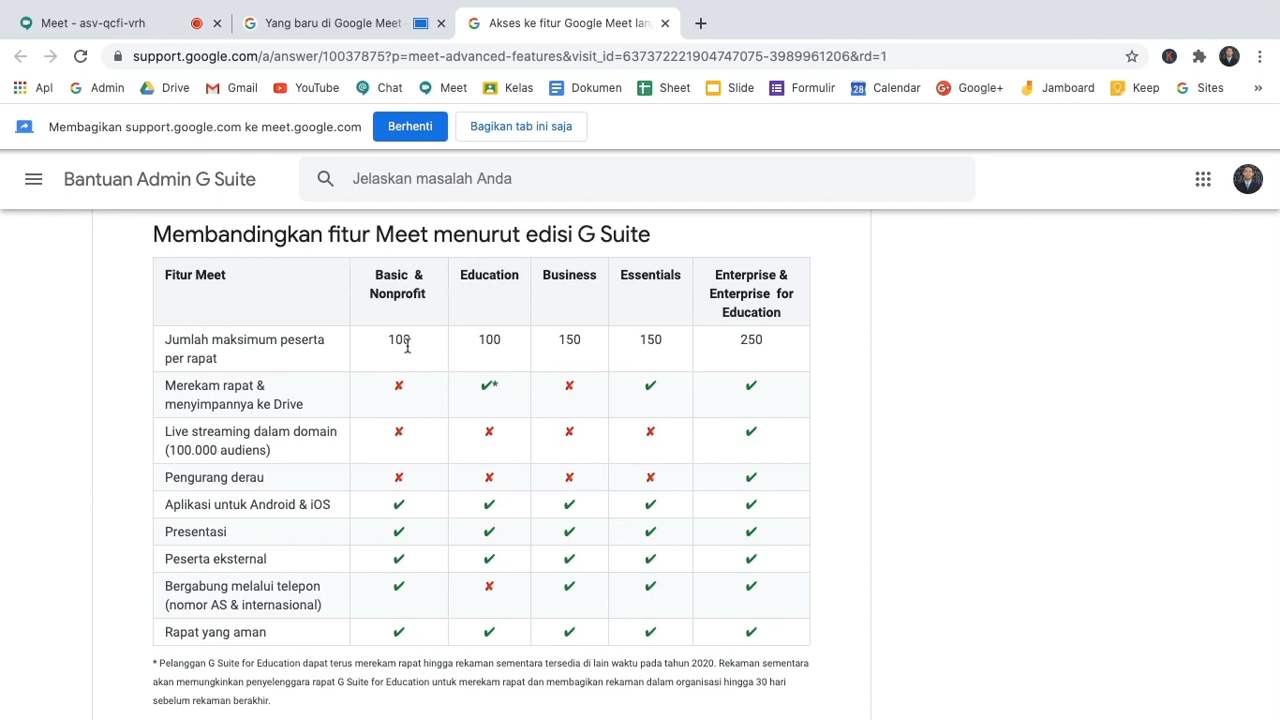 Meet - asv-qcfi-vrh
Yang baru di Google Meet
Akses ke fitur Google Meet lan
support.google.com/a/answer/10037875?p=meet-advanced-features&visit_id=637372221904747075-3989961206&rd=1
Apl Admin Drive Gmail YouTube Chat Meet Kelas Dokumen Sheet Slide Formulir Calendar Google+ Jamboard Keep Sites »
Membagikan support.google.com ke meet.google.com Berhenti Bagikan tab ini saja
Bantuan Admin G Suite Jelaskan masalah Anda
Membandingkan fitur Meet menurut edisi G Suite
Fitur Meet Basic & Nonprofit Education Business Essentials Enterprise & Enterprise for Education
Jumlah maksimum peserta per rapat 100 100 150 150 250
Merekam rapat & menyimpannya ke Drive ✘ ✔* ✘ ✔ ✔
Live streaming dalam domain (100.000 audiens) ✘ ✘ ✘ ✘ ✔
Pengurang derau ✘ ✘ ✘ ✘ ✔
Aplikasi untuk Android & iOS ✔ ✔ ✔ ✔ ✔
Presentasi ✔ ✔ ✔ ✔ ✔
Peserta eksternal ✔ ✔ ✔ ✔ ✔
Bergabung melalui telepon (nomor AS & internasional) ✔ ✘ ✔ ✔ ✔
Rapat yang aman ✔ ✔ ✔ ✔ ✔
* Pelanggan G Suite for Education dapat terus merekam rapat hingga rekaman sementara tersedia di lain waktu pada tahun 2020. Rekaman sementara
akan memungkinkan penyelenggara rapat G Suite for Education untuk merekam rapat dan membagikan rekaman dalam organisasi hingga 30 hari
sebelum rekaman berakhir.